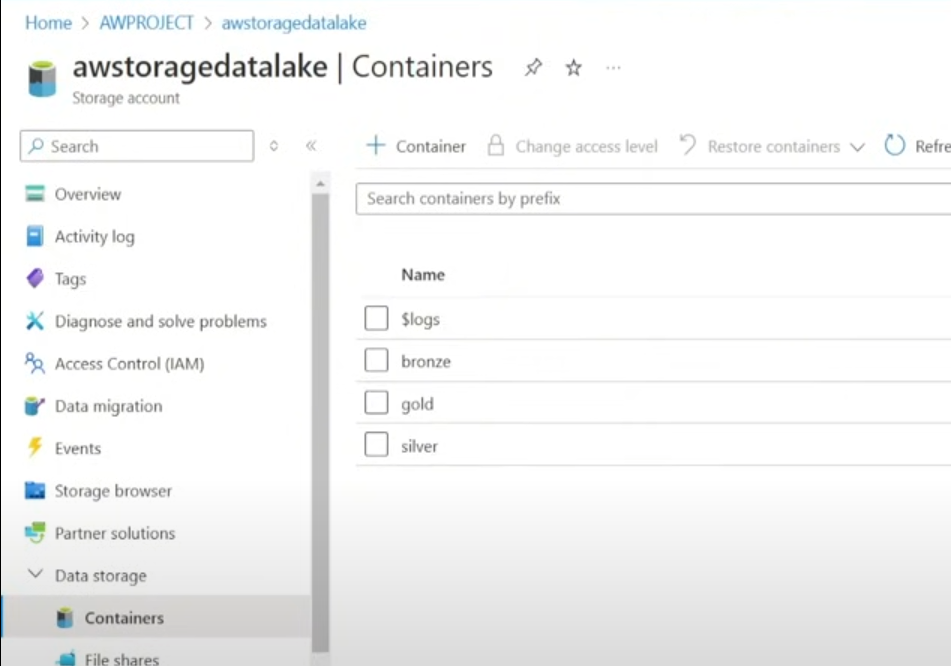 Home > AWPROJECT > awstoragedatalake
awstoragedatalake | Containers
Storage account
Search
Container
Change access level
Restore containers
Refre
Overview
Activity log
Tags
Diagnose and solve problems
Access Control (IAM)
Data migration
Events
Storage browser
Partner solutions
Data storage
Containers
File shares
Search containers by prefix
Name
$logs
bronze
gold
silver